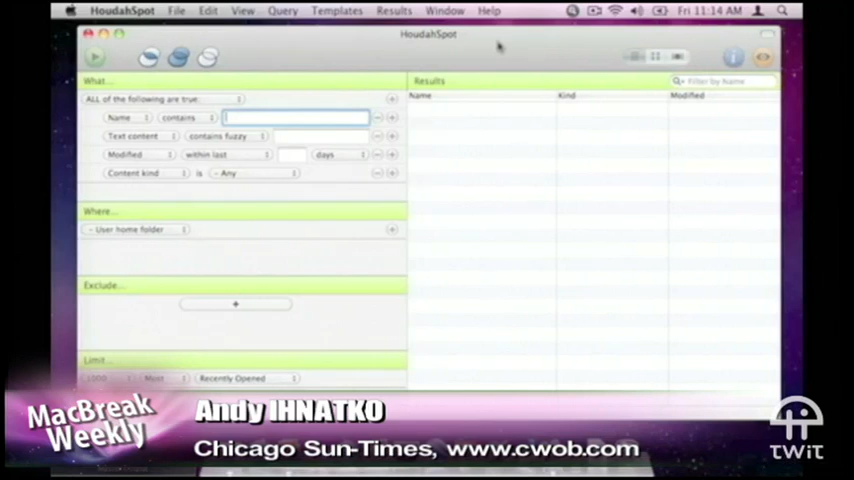 HoudahSpot File Edit View Query Templates Results Window Help Fri 11:14 AM
HoudahSpot
What...
Results
Filter by Name
ALL of the following are true:
Name Kind Modified
Name contains
Text content contains fuzzy
Modified within last days
Content kind is - Any
Where...
- User home folder
Exclude...
+
Limit...
1000 Most Recently Opened
MacBreak
Weekly
Andy IHNATKO
Chicago Sun-Times, www.cwob.com
TWiT